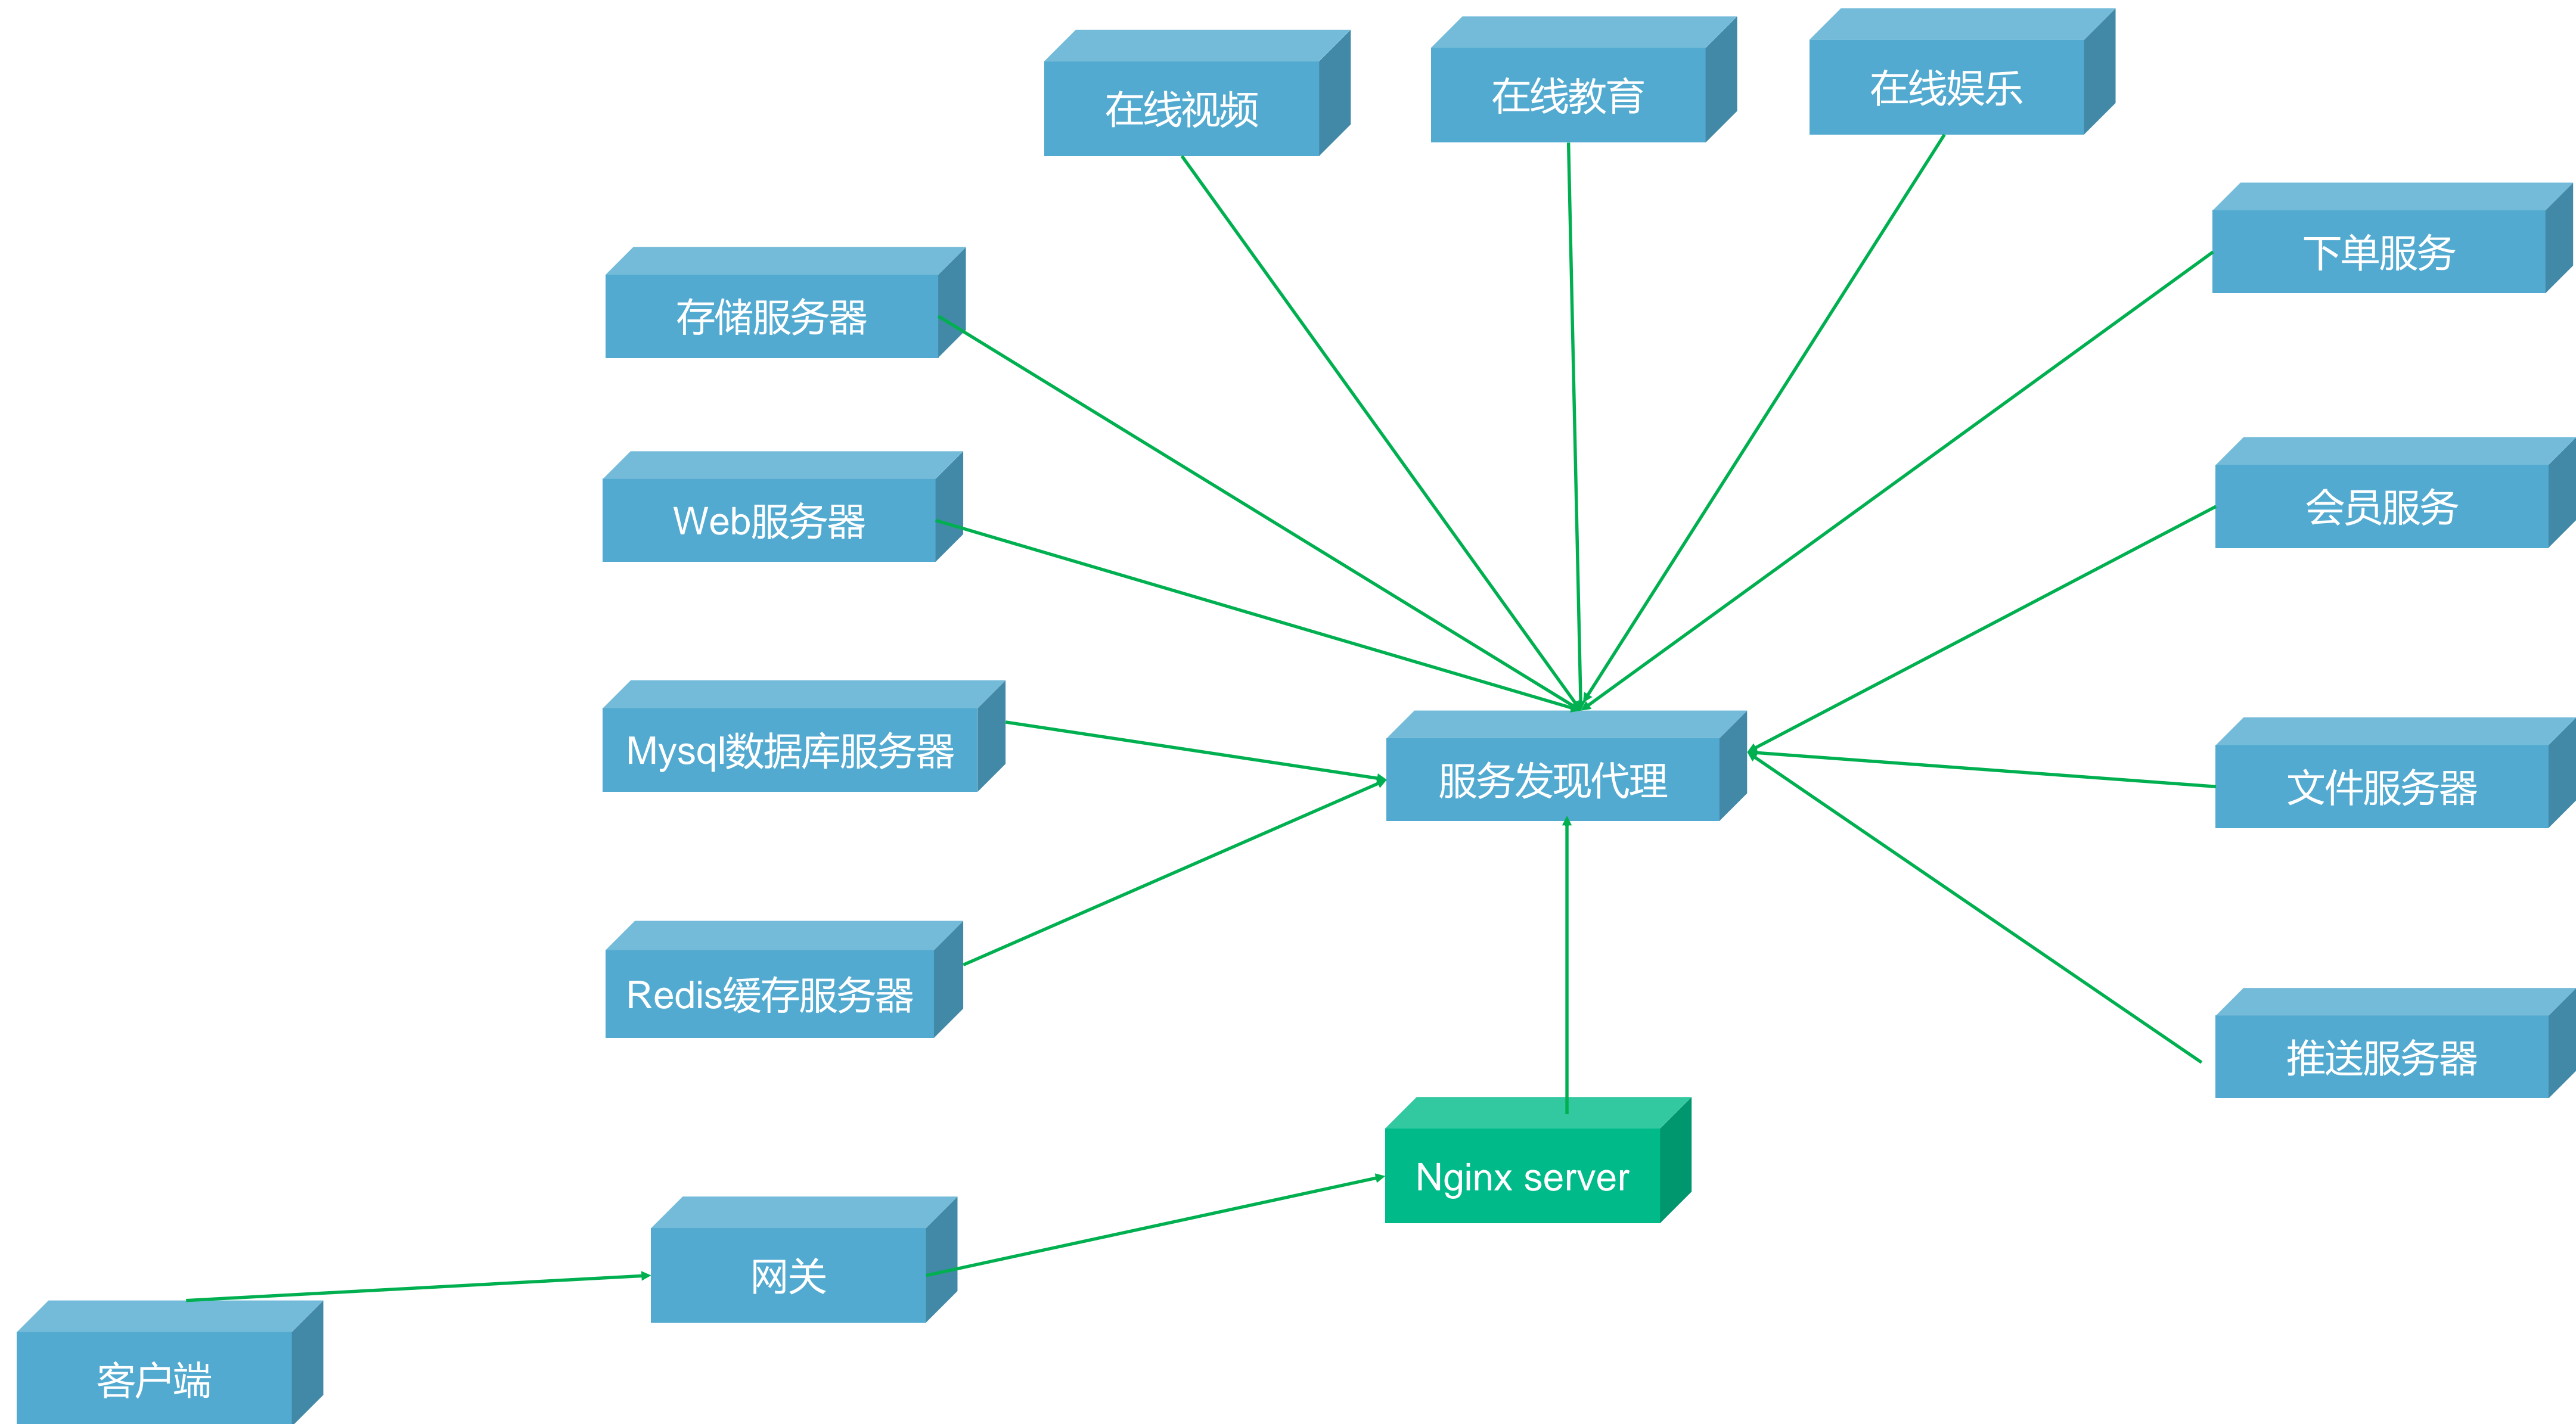 在线视频
在线教育
在线娱乐
下单服务
存储服务器
Web服务器
会员服务
Mysql数据库服务器
服务发现代理
文件服务器
Redis缓存服务器
推送服务器
Nginx server
网关
客户端